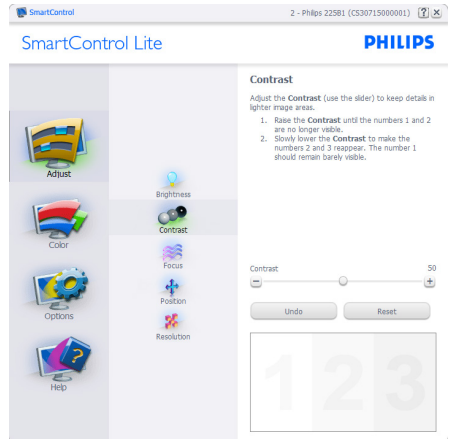 SmartControl
2 - Philips 225B1 (CS30715000001)
?
SmartControl Lite
PHILIPS
Adjust
Color
Options
?
Help
Brightness
Contrast
Focus
Position
Resolution
Contrast
Adjust the Contrast (use the slider) to keep details in
lighter image areas.
1. Raise the Contrast until the numbers 1 and 2
are no longer visible.
2. Slowly lower the Contrast to make the
numbers 2 and 3 reappear. The number 1
should remain barely visible.
Contrast 50
Undo Reset
1 2 3